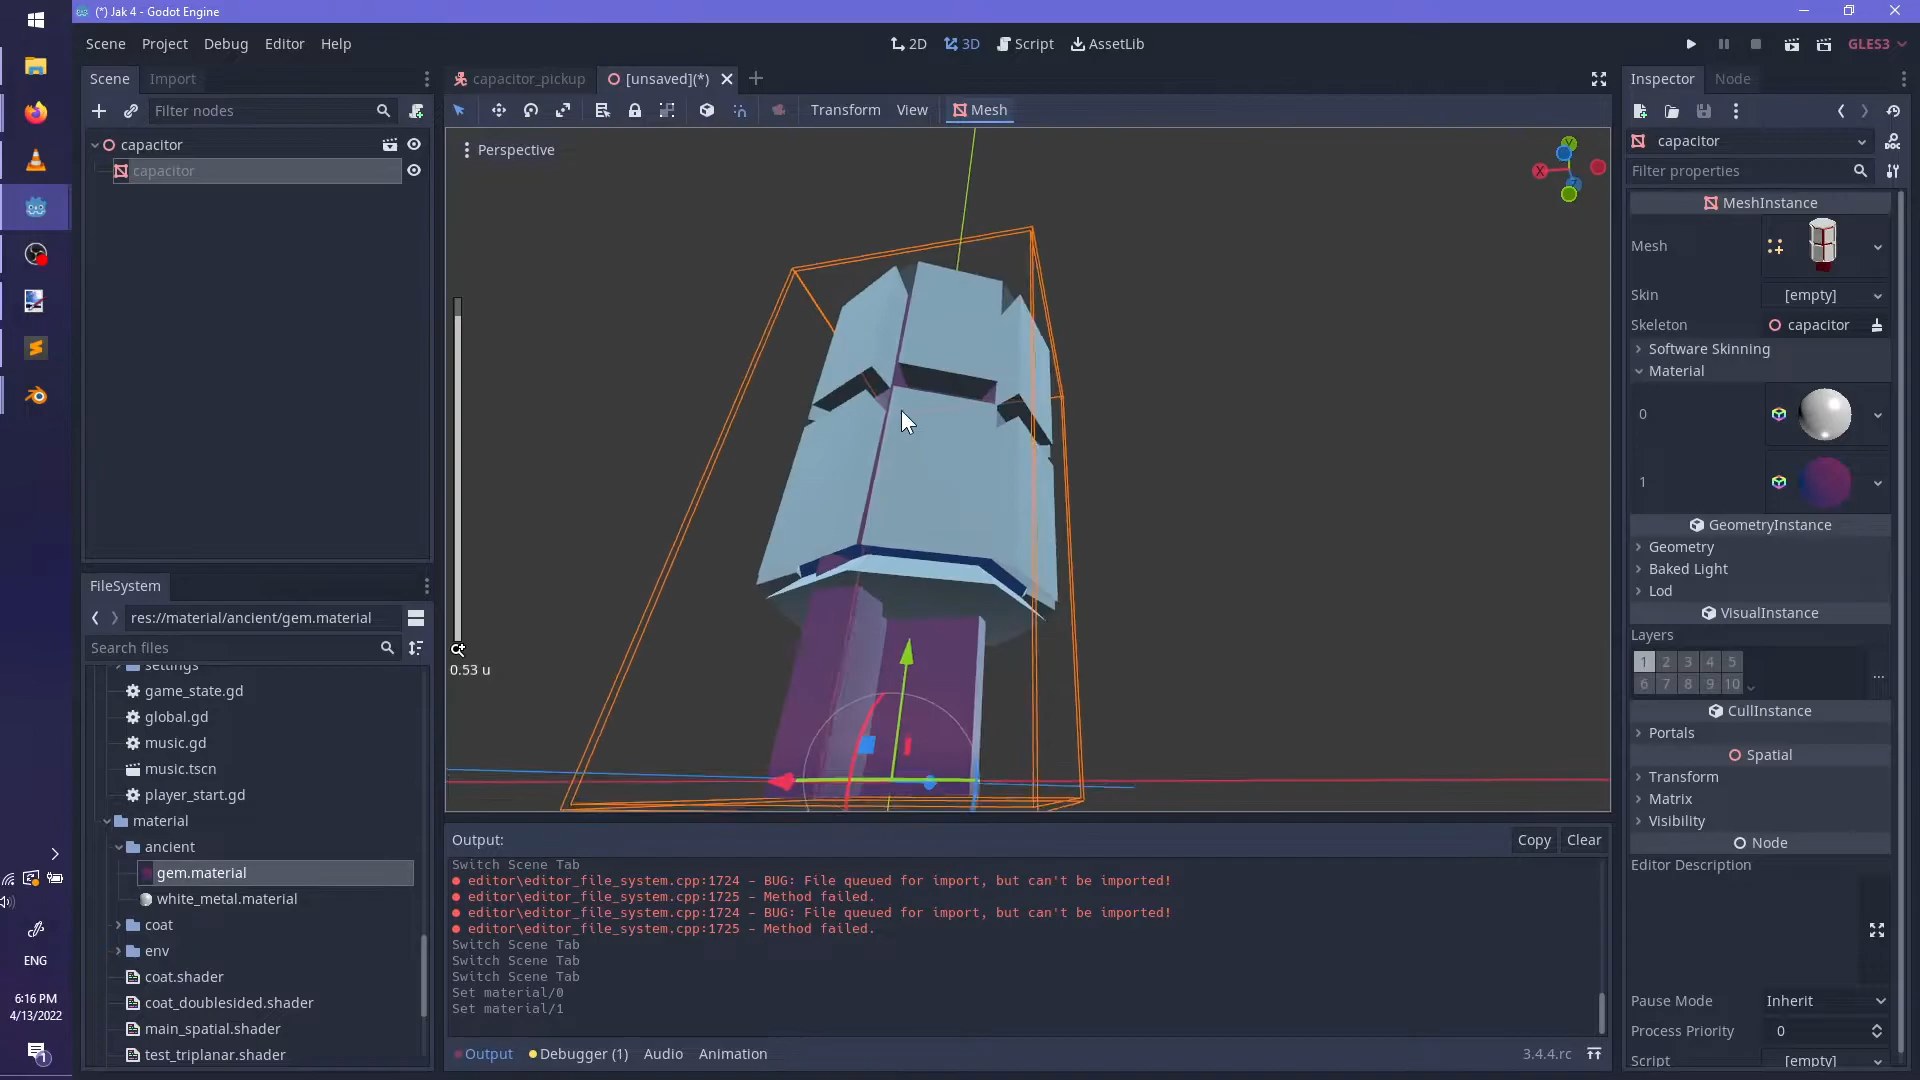 (*) Jak 4 - Godot Engine
Scene Project Debug Editor Help
2D 3D Script AssetLib
GLES3
Scene Import
Filter nodes
capacitor
capacitor
capacitor_pickup [unsaved](*)
Transform View Mesh
Perspective
X
Y
Z
0.53 u
FileSystem
res://material/ancient/gem.material
Search files
settings
game_state.gd
global.gd
music.gd
music.tscn
player_start.gd
material
ancient
gem.material
white_metal.material
coat
env
coat.shader
coat_doublesided.shader
main_spatial.shader
test_triplanar.shader
Output:
Copy Clear
Switch Scene Tab
editor\editor_file_system.cpp:1724 - BUG: File queued for import, but can't be imported!
editor\editor_file_system.cpp:1725 - Method failed.
editor\editor_file_system.cpp:1724 - BUG: File queued for import, but can't be imported!
editor\editor_file_system.cpp:1725 - Method failed.
Switch Scene Tab
Switch Scene Tab
Switch Scene Tab
Set material/0
Set material/1
Output Debugger (1) Audio Animation
3.4.4.rc
Inspector Node
capacitor
Filter properties
MeshInstance
Mesh
Skin [empty]
Skeleton capacitor
Software Skinning
Material
0
1
GeometryInstance
Geometry
Baked Light
Lod
VisualInstance
Layers
1 2 3 4 5
6 7 8 9 10
...
CullInstance
Portals
Spatial
Transform
Matrix
Visibility
Node
Editor Description
Pause Mode Inherit
Process Priority 0
Script [empty]
ENG
6:16 PM
4/13/2022
1